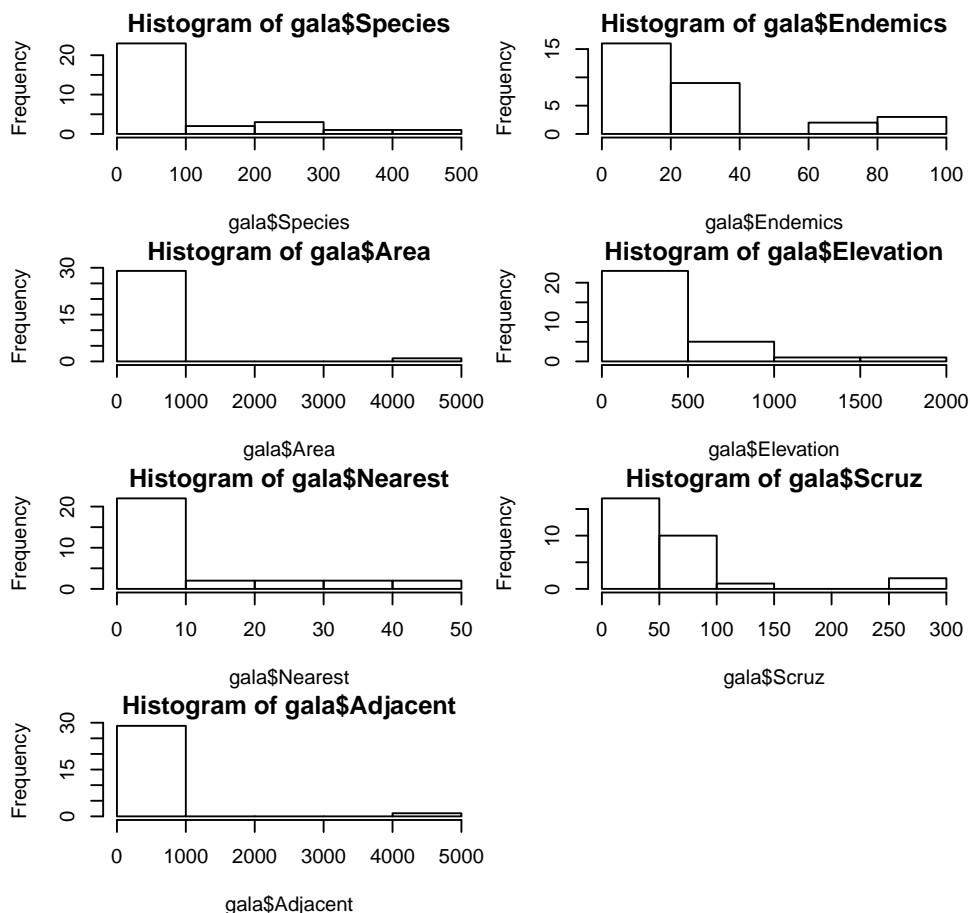 Histogram of gala$Species
Frequency
0 10 20
0 100 200 300 400 500
gala$Species
Histogram of gala$Endemics
Frequency
0 5 15
0 20 40 60 80 100
gala$Endemics
Histogram of gala$Area
Frequency
0 15 30
0 1000 2000 3000 4000 5000
gala$Area
Histogram of gala$Elevation
Frequency
0 10 20
0 500 1000 1500 2000
gala$Elevation
Histogram of gala$Nearest
Frequency
0 10 20
0 10 20 30 40 50
gala$Nearest
Histogram of gala$Scruz
Frequency
0 10
0 50 100 150 200 250 300
gala$Scruz
Histogram of gala$Adjacent
Frequency
0 15 30
0 1000 2000 3000 4000 5000
gala$Adjacent